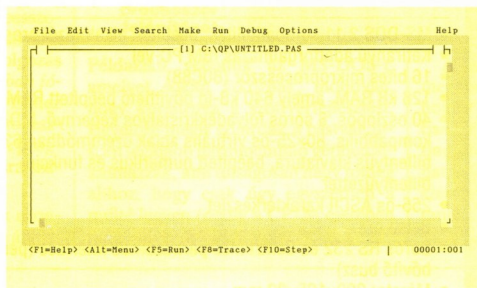 File Edit View Search Make Run Debug Options Help
[1] C:\QP\UNTITLED.PAS
<F1=Help> <Alt=Menu> <F5=Run> <F8=Trace> <F10=Step> 00001:001